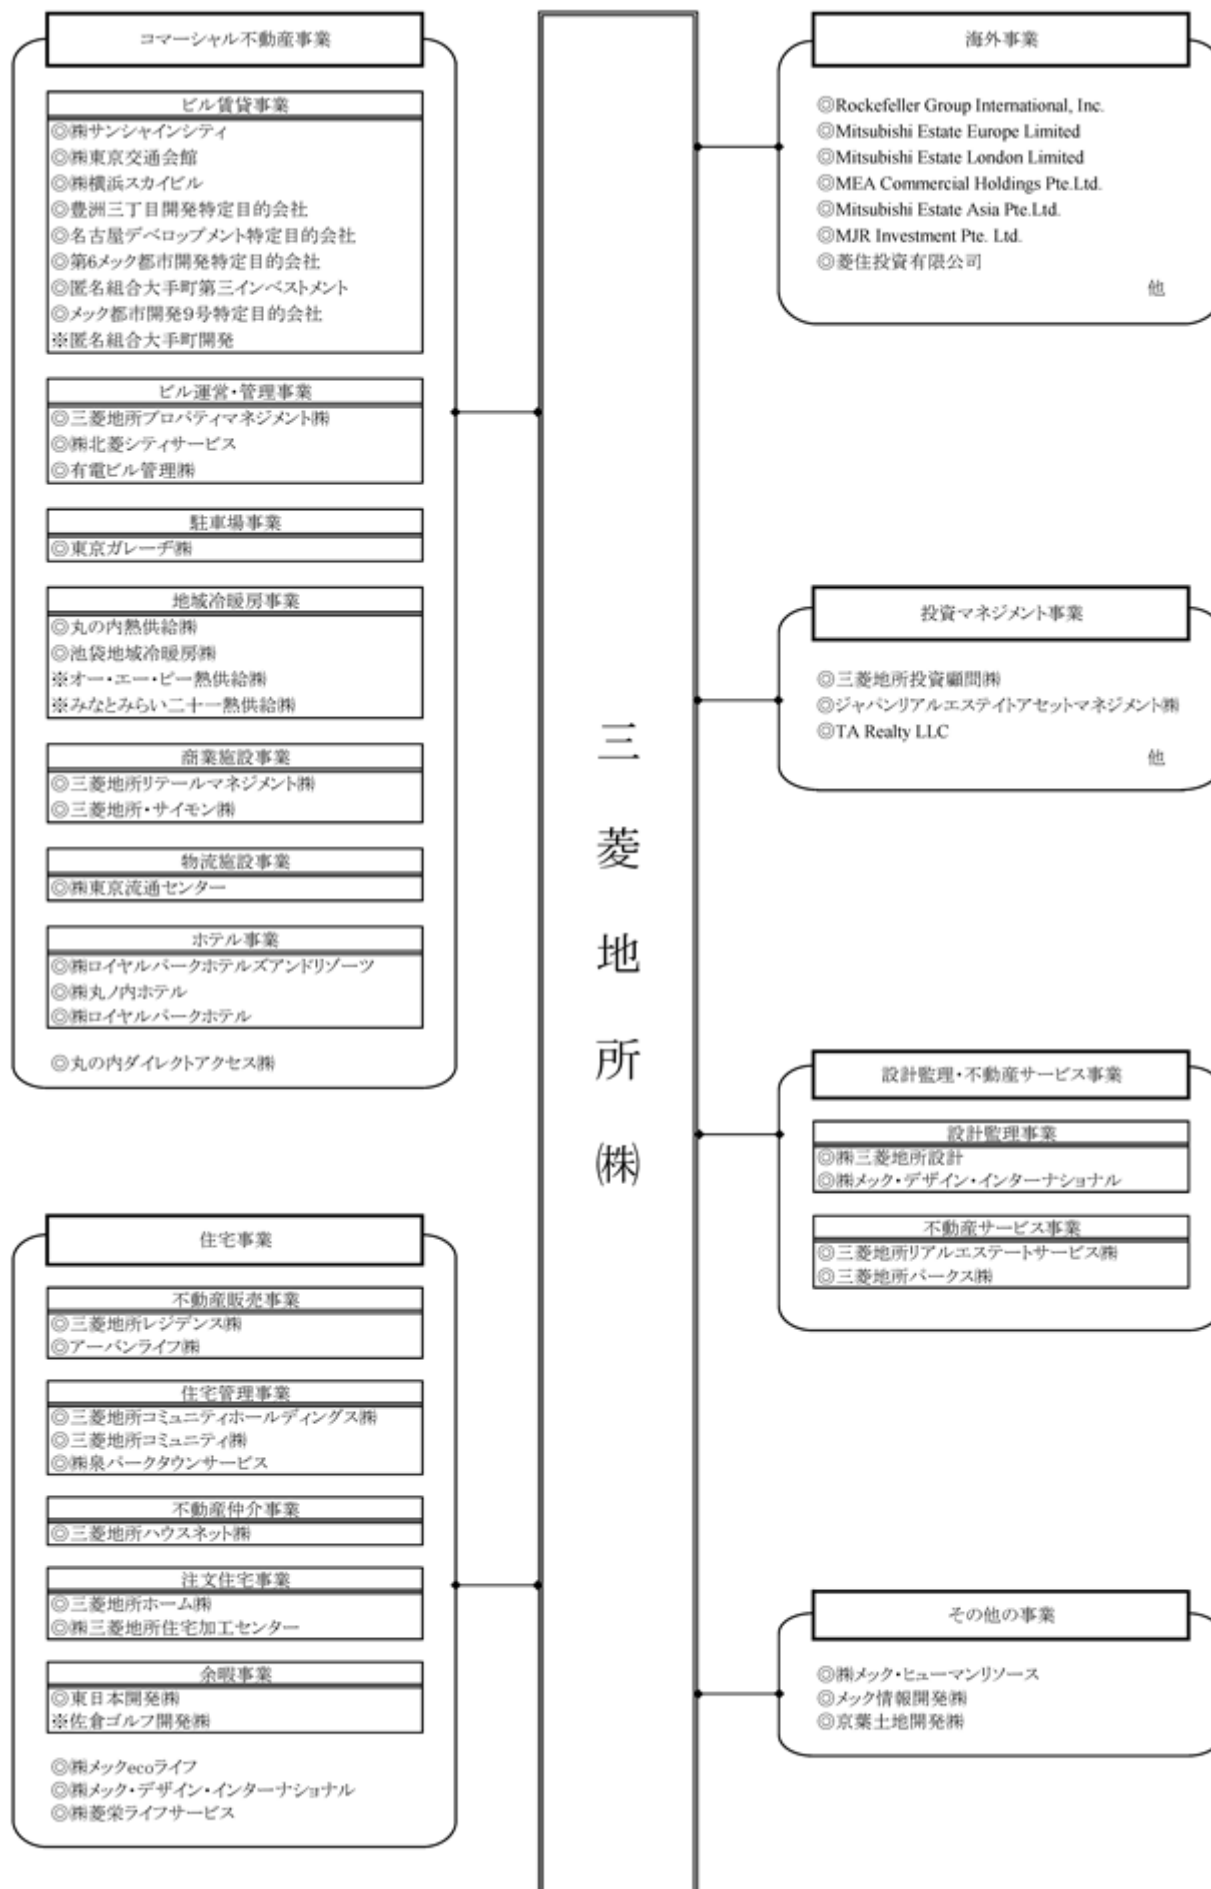 コマーシャル不動産事業
ビル賃貸事業
◎㈱サンシャインシティ
◎㈱東京交通会館
◎㈱横浜スカイビル
◎豊洲三丁目開発特定目的会社
◎名古屋デベロップメント特定目的会社
◎第6メック都市開発特定目的会社
◎匿名組合大手町第三インベストメント
◎メック都市開発9号特定目的会社
※匿名組合大手町開発
ビル運営・管理事業
◎三菱地所プロパティマネジメント㈱
◎㈱北菱シティサービス
◎有電ビル管理㈱
駐車場事業
◎東京ガレーヂ㈱
地域冷暖房事業
◎丸の内熱供給㈱
◎池袋地域冷暖房㈱
※オー・エー・ピー熱供給㈱
※みなとみらい二十一熱供給㈱
商業施設事業
◎三菱地所リテールマネジメント㈱
◎三菱地所・サイモン㈱
物流施設事業
◎㈱東京流通センター
ホテル事業
◎㈱ロイヤルパークホテルズアンドリゾーツ
◎㈱丸ノ内ホテル
◎㈱ロイヤルパークホテル
◎丸の内ダイレクトアクセス㈱
住宅事業
不動産販売事業
◎三菱地所レジデンス㈱
◎アーバンライフ㈱
住宅管理事業
◎三菱地所コミュニティホールディングス㈱
◎三菱地所コミュニティ㈱
◎㈱泉パークタウンサービス
不動産仲介事業
◎三菱地所ハウスネット㈱
注文住宅事業
◎三菱地所ホーム㈱
◎㈱三菱地所住宅加工センター
余暇事業
◎東日本開発㈱
※佐倉ゴルフ開発㈱
◎㈱メックecoライフ
◎㈱メック・デザイン・インターナショナル
◎㈱菱栄ライフサービス
三菱地所㈱
海外事業
◎Rockefeller Group International, Inc.
◎Mitsubishi Estate Europe Limited
◎Mitsubishi Estate London Limited
◎MEA Commercial Holdings Pte.Ltd.
◎Mitsubishi Estate Asia Pte.Ltd.
◎MJR Investment Pte. Ltd.
◎菱住投資有限公司
他
投資マネジメント事業
◎三菱地所投資顧問㈱
◎ジャパンリアルエステイトアセットマネジメント㈱
◎TA Realty LLC
他
設計監理・不動産サービス事業
設計監理事業
◎㈱三菱地所設計
◎㈱メック・デザイン・インターナショナル
不動産サービス事業
◎三菱地所リアルエステートサービス㈱
◎三菱地所パークス㈱
その他の事業
◎㈱メック・ヒューマンリソース
◎メック情報開発㈱
◎京葉土地開発㈱